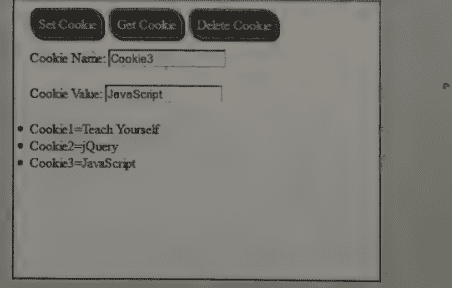 Set Cookie Get Cookie Delete Cookie
Cookie Name: Cookie3
Cookie Value: JavaScript
• Cookie1=Teach Yourself
• Cookie2=jQuery
• Cookie3=JavaScript